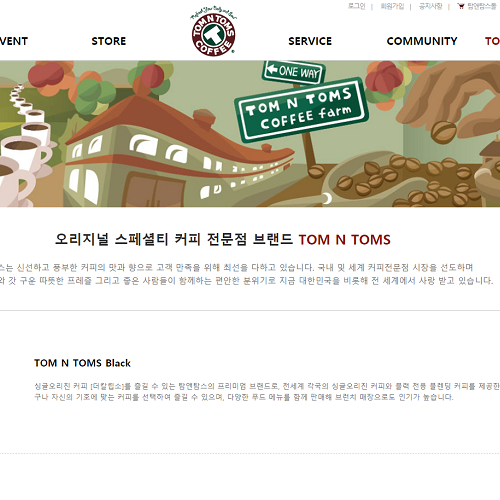 로그인 | 회원가입 | 공지사항 | 탐앤탐스몰
VENT STORE SERVICE COMMUNITY TO
TOMNTOMS COFFEE
ONE WAY
TOM N TOMS
COFFEE farm
오리지널 스페셜티 커피 전문점 브랜드 TOM N TOMS
스는 신선하고 풍부한 커피의 맛과 향으로 고객 만족을 위해 최선을 다하고 있습니다. 국내 및 세계 커피전문점 시장을 선도하며
와 갓 구운 따뜻한 프레즐 그리고 좋은 사람들이 함께하는 편안한 분위기로 지금 대한민국을 비롯해 전 세계에서 사랑 받고 있습니다.
TOM N TOMS Black
싱글오리진 커피 [더칼립소]를 즐길 수 있는 탐앤탐스의 프리미엄 브랜드로, 전세계 각국의 싱글오리진 커피와 블랙 전용 블렌딩 커피를 제공한
구나 자신의 기호에 맞는 커피를 선택하여 즐길 수 있으며, 다양한 푸드 메뉴를 함께 판매해 브런치 매장으로도 인기가 높습니다.